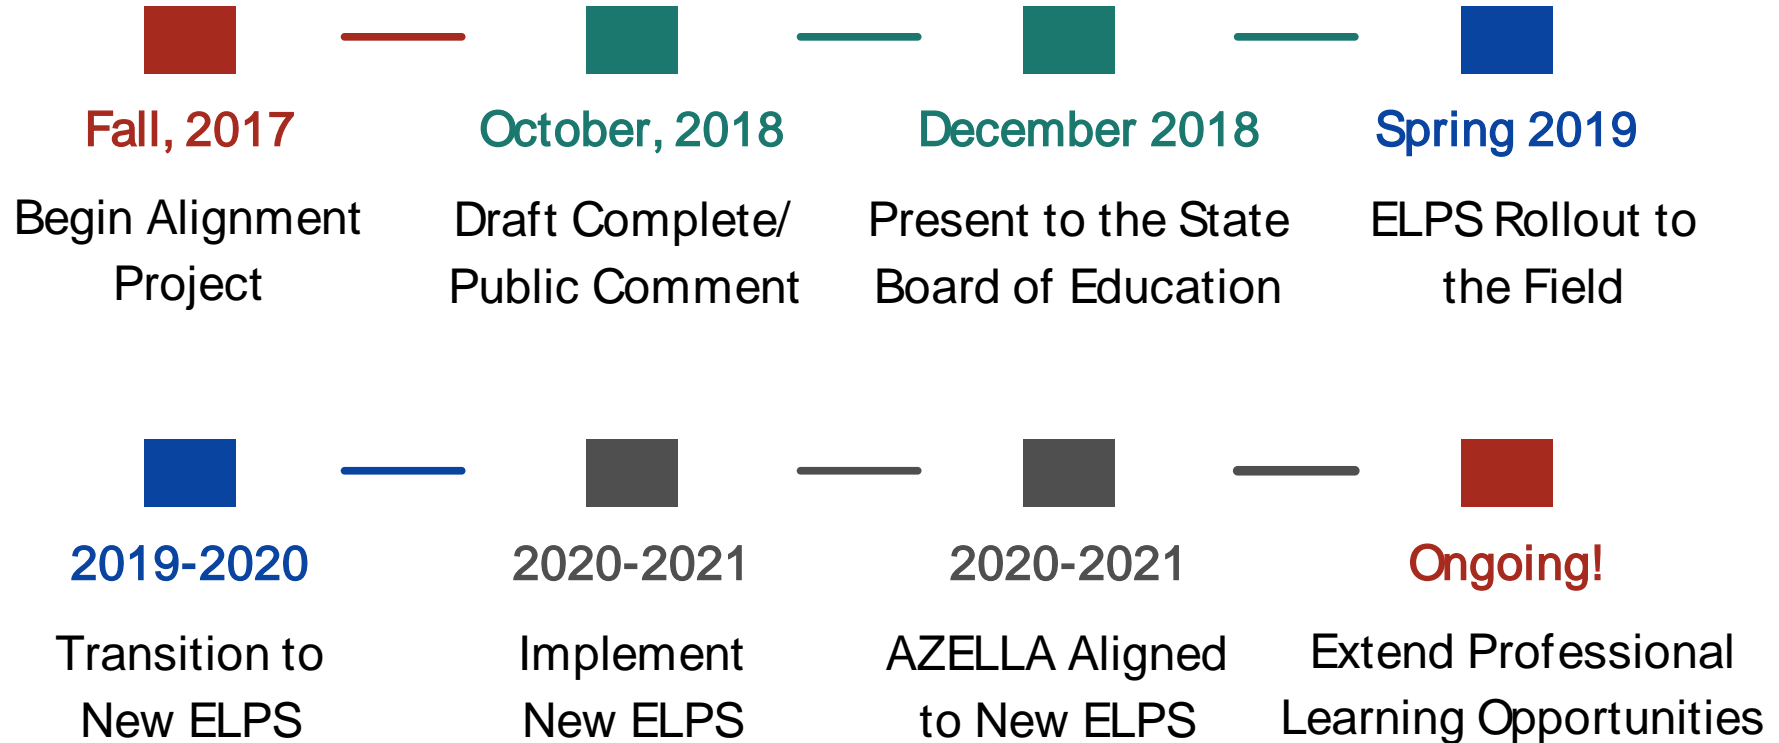 Fall, 2017
Begin Alignment
Project
October, 2018
Draft Complete/
Public Comment
December 2018
Present to the State
Board of Education
Spring 2019
ELPS Rollout to
the Field
2019-2020
Transition to
New ELPS
2020-2021
Implement
New ELPS
2020-2021
AZELLA Aligned
to New ELPS
Ongoing!
Extend Professional
Learning Opportunities